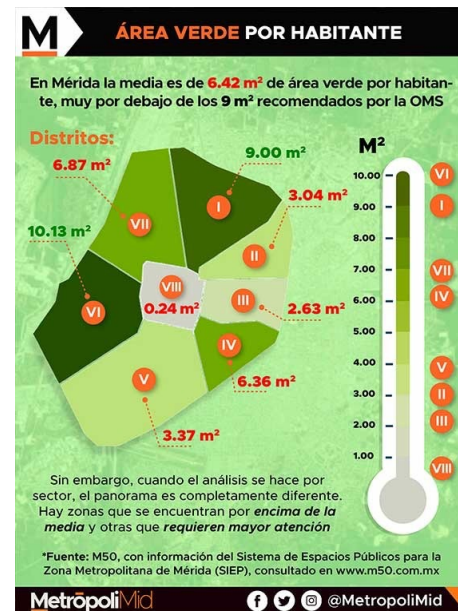 M
ÁREA VERDE POR HABITANTE
En Mérida la media es de 6.42 m² de área verde por habitan-
te, muy por debajo de los 9 m² recomendados por la OMS
Distritos:
6.87 m²
9.00 m²
3.04 m²
10.13 m²
0.24 m²
2.63 m²
6.36 m²
3.37 m²
I
II
III
IV
V
VI
VII
VIII
M²
10.00
9.00
8.00
7.00
6.00
5.00
4.00
3.00
2.00
1.00
VI
I
VII
IV
V
II
III
VIII
Sin embargo, cuando el análisis se hace por
sector, el panorama es completamente diferente.
Hay zonas que se encuentran por encima de la
media y otras que requieren mayor atención
*Fuente: M50, con información del Sistema de Espacios Públicos para la
Zona Metropolitana de Mérida (SIEP), consultado en www.m50.com.mx
MetrópoliMid
@MetropoliMid